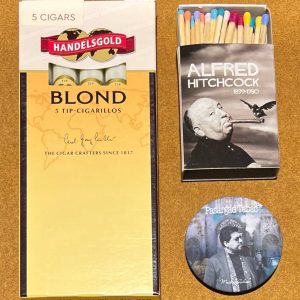 5 CIGARS
HANDELSGOLD
BLOND
5 TIP-CIGARILLOS
THE CIGAR CRAFTERS SINCE 1817
ALFRED
HITCHCOCK
1899-1980